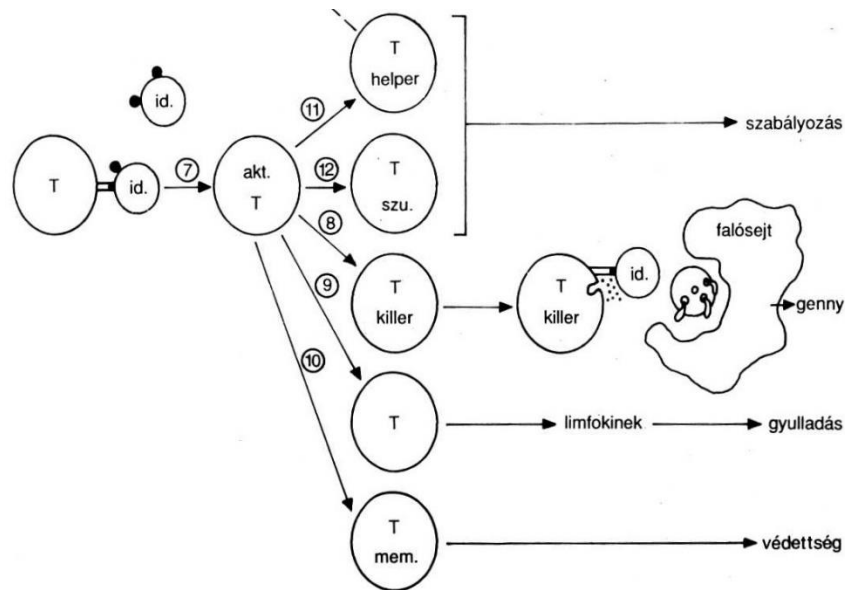 T
helper
id.
⑪
szabályozás
T
id.
⑦
akt.
T
⑫
T
szu.
⑧
falósejt
⑨
T
killer
T
killer
id.
genny
⑩
T
limfokinek
gyulladás
T
mem.
védettség